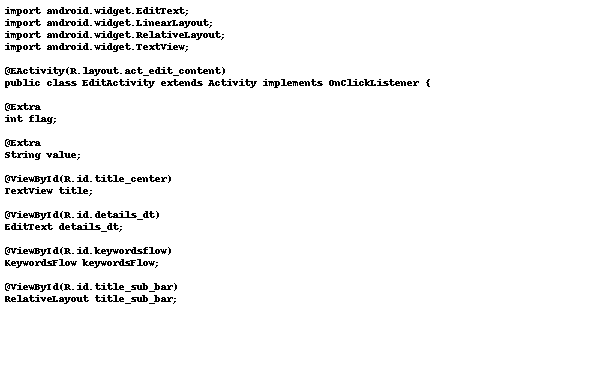 import android.widget.EditText;
import android.widget.LinearLayout;
import android.widget.RelativeLayout;
import android.widget.TextView;
@EActivity(R.layout.act_edit_content)
public class EditActivity extends Activity implements OnClickListener {
@Extra
int flag;
@Extra
String value;
@ViewById(R.id.title_center)
TextView title;
@ViewById(R.id.details_dt)
EditText details_dt;
@ViewById(R.id.keywordsflow)
KeywordsFlow keywordsFlow;
@ViewById(R.id.title_sub_bar)
RelativeLayout title_sub_bar;